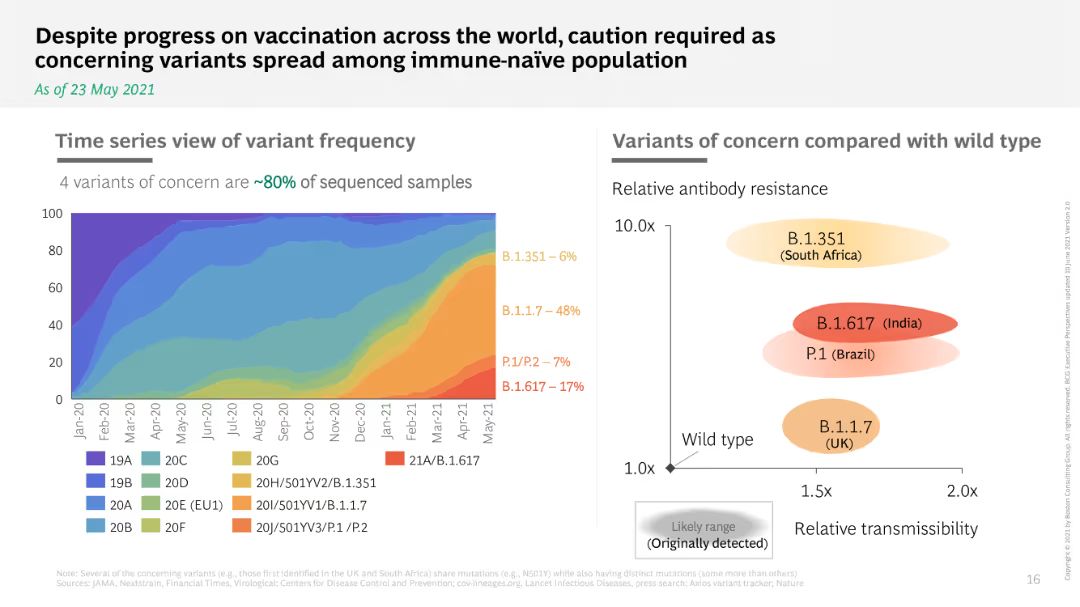 Despite progress on vaccination across the world, caution required as
concerning variants spread among immune-naïve population
As of 23 May 2021
Time series view of variant frequency
4 variants of concern are ~80% of sequenced samples
100
80
60
40
20
0
B.1.351 – 6%
B.1.1.7 – 48%
P.1/P.2 – 7%
B.1.617 – 17%
Jan-20
Feb-20
Mar-20
Apr-20
May-20
Jun-20
Jul-20
Aug-20
Sep-20
Oct-20
Nov-20
Dec-20
Jan-21
Feb-21
Mar-21
Apr-21
May-21
19A
19B
20A
20B
20C
20D
20E (EU1)
20F
20G
20H/501YV2/B.1.351
20I/501YV1/B.1.1.7
20J/501YV3/P.1 /P.2
21A/B.1.617
Variants of concern compared with wild type
Relative antibody resistance
10.0x
1.0x
B.1.351
(South Africa)
B.1.617 (India)
P.1 (Brazil)
B.1.1.7
(UK)
Wild type
1.5x
2.0x
Relative transmissibility
Likely range
(Originally detected)
Note: Several of the concerning variants (e.g., those first identified in the UK and South Africa) share mutations (e.g., N501Y) while also having distinct mutations (some more than others)
Sources: JAMA, Nextstrain, Financial Times, Virological; Centers for Disease Control and Prevention; cov-lineages.org, Lancet Infectious Diseases, press search; Axios variant tracker; Nature
16
Copyright © 2021 by Boston Consulting Group. All rights reserved. BCG Executive Perspectives updated 10 June 2021 Version 2.0